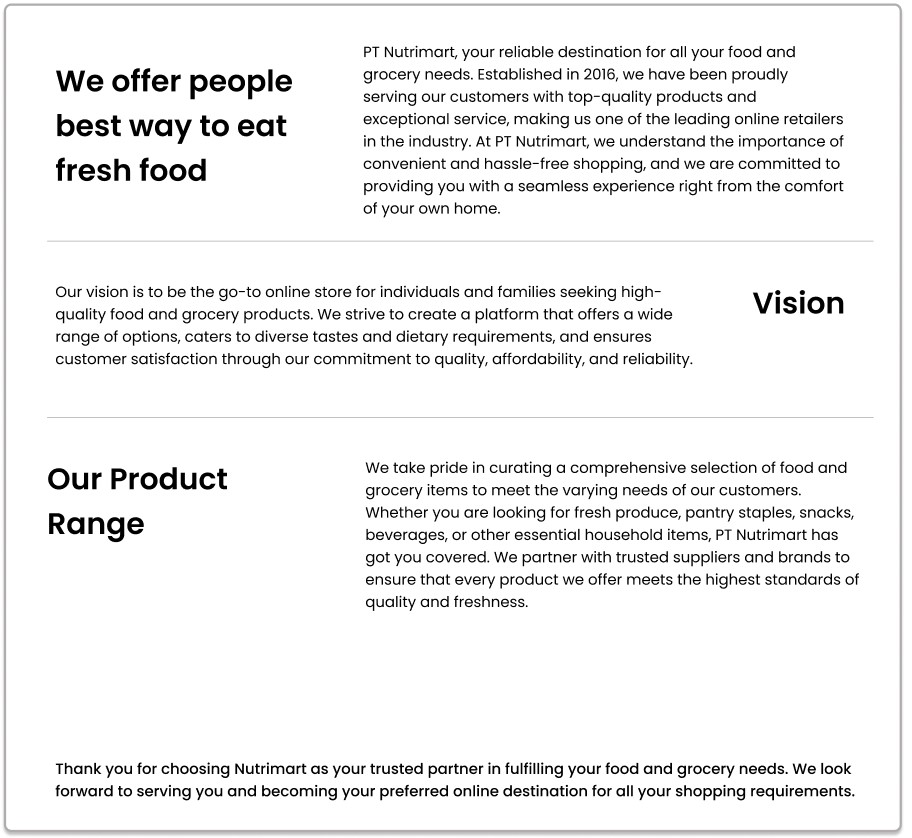 We offer people
best way to eat
fresh food
PT Nutrimart, your reliable destination for all your food and
grocery needs. Established in 2016, we have been proudly
serving our customers with top-quality products and
exceptional service, making us one of the leading online retailers
in the industry. At PT Nutrimart, we understand the importance of
convenient and hassle-free shopping, and we are committed to
providing you with a seamless experience right from the comfort
of your own home.
Our vision is to be the go-to online store for individuals and families seeking high-
quality food and grocery products. We strive to create a platform that offers a wide
range of options, caters to diverse tastes and dietary requirements, and ensures
customer satisfaction through our commitment to quality, affordability, and reliability.
Vision
Our Product
Range
We take pride in curating a comprehensive selection of food and
grocery items to meet the varying needs of our customers.
Whether you are looking for fresh produce, pantry staples, snacks,
beverages, or other essential household items, PT Nutrimart has
got you covered. We partner with trusted suppliers and brands to
ensure that every product we offer meets the highest standards of
quality and freshness.
Thank you for choosing Nutrimart as your trusted partner in fulfilling your food and grocery needs. We look
forward to serving you and becoming your preferred online destination for all your shopping requirements.